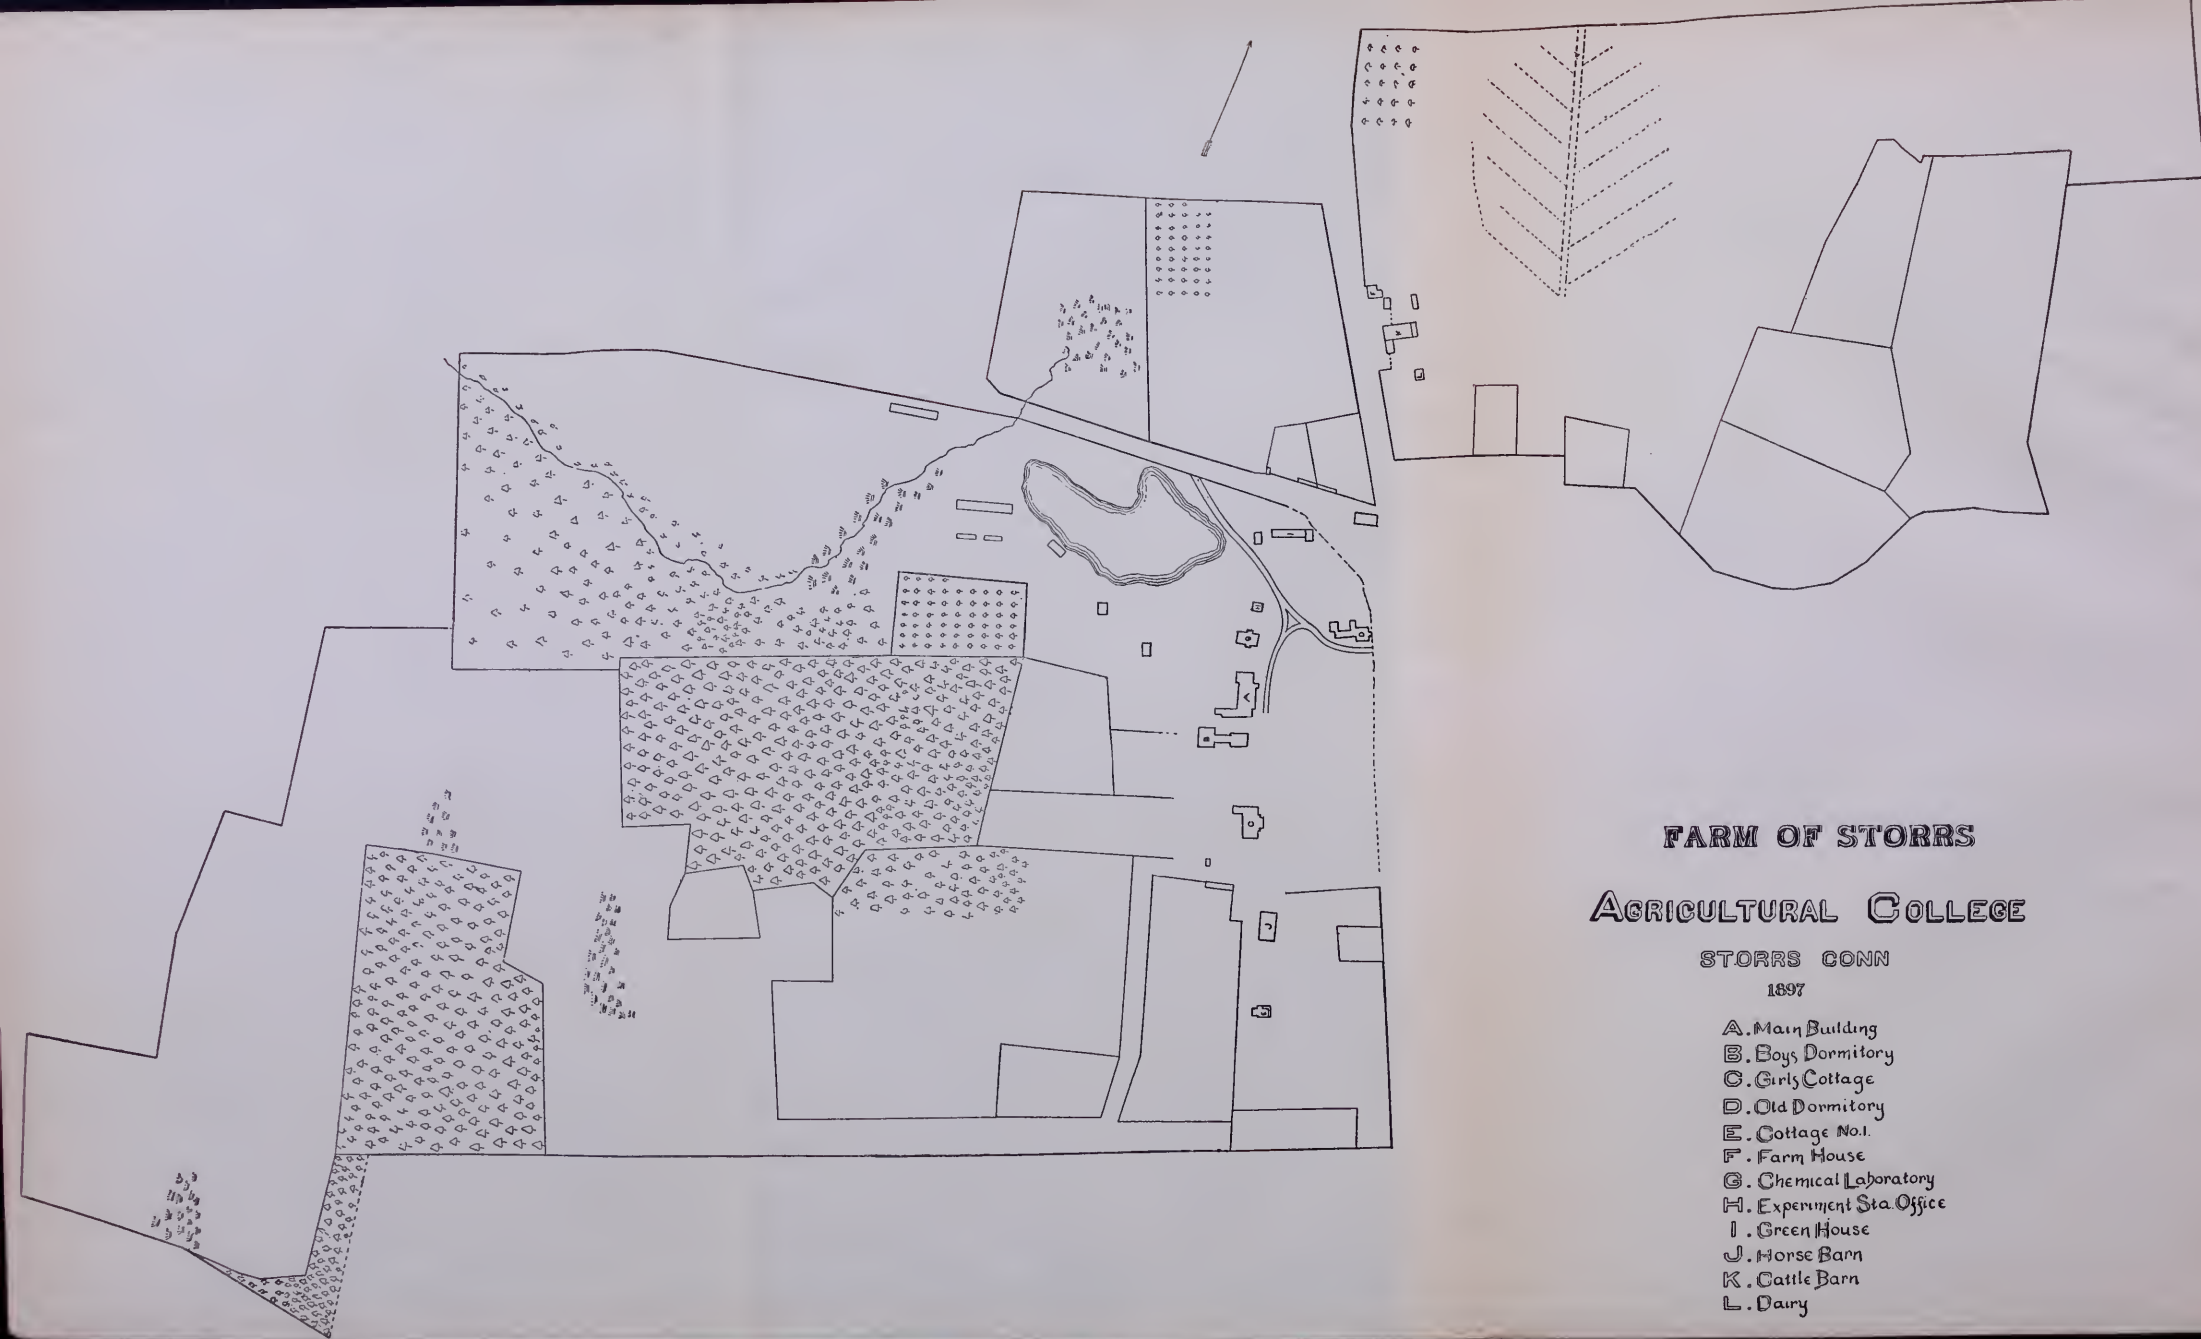 FARM OF STORRS
AGRICULTURAL COLLEGE
STORRS CONN
1897
A. Main Building
B. Boys Dormitory
C. Girls Cottage
D. Old Dormitory
E. Cottage No.1.
F. Farm House
G. Chemical Laboratory
H. Experiment Sta. Office
I. Green House
J. Horse Barn
K. Cattle Barn
L. Dairy